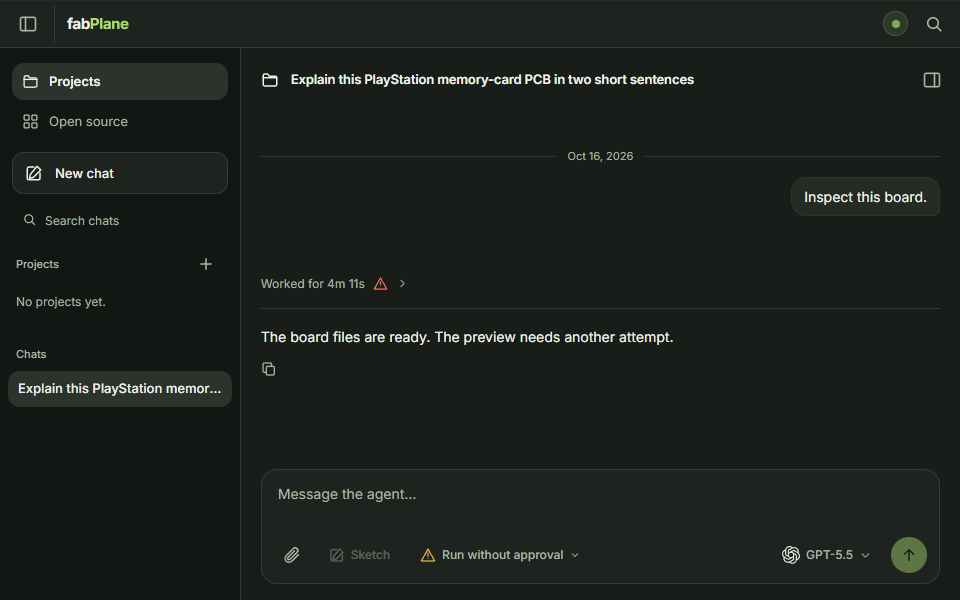 fabPlane
Projects
Open source
New chat
Search chats
Projects
No projects yet.
Chats
Explain this PlayStation memor...
Explain this PlayStation memory-card PCB in two short sentences
Oct 16, 2026
Inspect this board.
Worked for 4m 11s
The board files are ready. The preview needs another attempt.
Message the agent...
Sketch
Run without approval
GPT-5.5